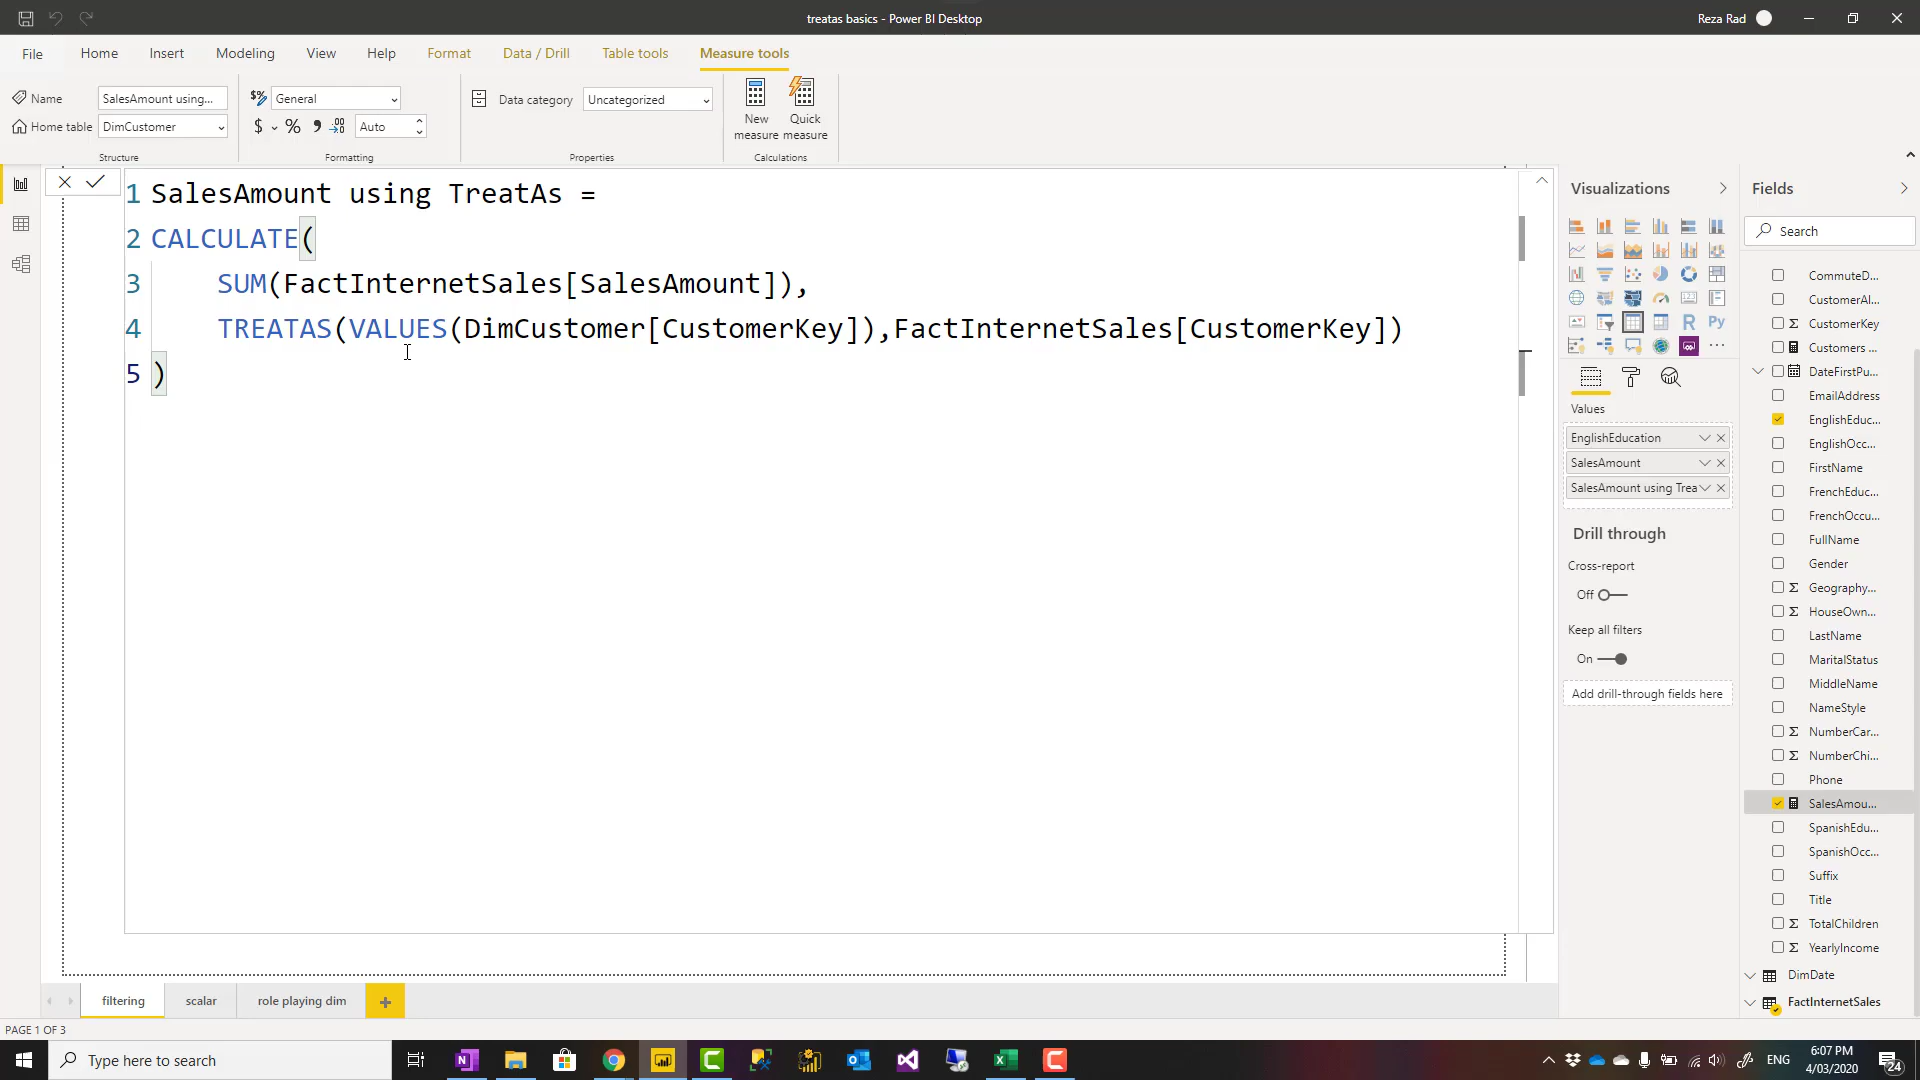 treatas basics - Power BI Desktop
Reza Rad
File
Home
Insert
Modeling
View
Help
Format
Data / Drill
Table tools
Measure tools
Name
SalesAmount using...
Home table
DimCustomer
Structure
$%
General
$
%
Auto
Formatting
Data category
Uncategorized
Properties
New measure
Quick measure
Calculations
1 SalesAmount using TreatAs =
2 CALCULATE(
3 SUM(FactInternetSales[SalesAmount]),
4 TREATAS(VALUES(DimCustomer[CustomerKey]),FactInternetSales[CustomerKey])
5 )
Visualizations
R
Py
Values
EnglishEducation
SalesAmount
SalesAmount using Trea
Drill through
Cross-report
Off
Keep all filters
On
Add drill-through fields here
Fields
Search
CommuteD...
CustomerAl...
Σ CustomerKey
Customers ...
DateFirstPu...
EmailAddress
EnglishEduc...
EnglishOcc...
FirstName
FrenchEduc...
FrenchOccu...
FullName
Gender
Σ Geography...
Σ HouseOwn...
LastName
MaritalStatus
MiddleName
NameStyle
Σ NumberCar...
Σ NumberChi...
Phone
SalesAmou...
SpanishEdu...
SpanishOcc...
Suffix
Title
Σ TotalChildren
Σ YearlyIncome
DimDate
FactInternetSales
filtering
scalar
role playing dim
+
PAGE 1 OF 3
Type here to search
ENG
6:07 PM
4/03/2020
24